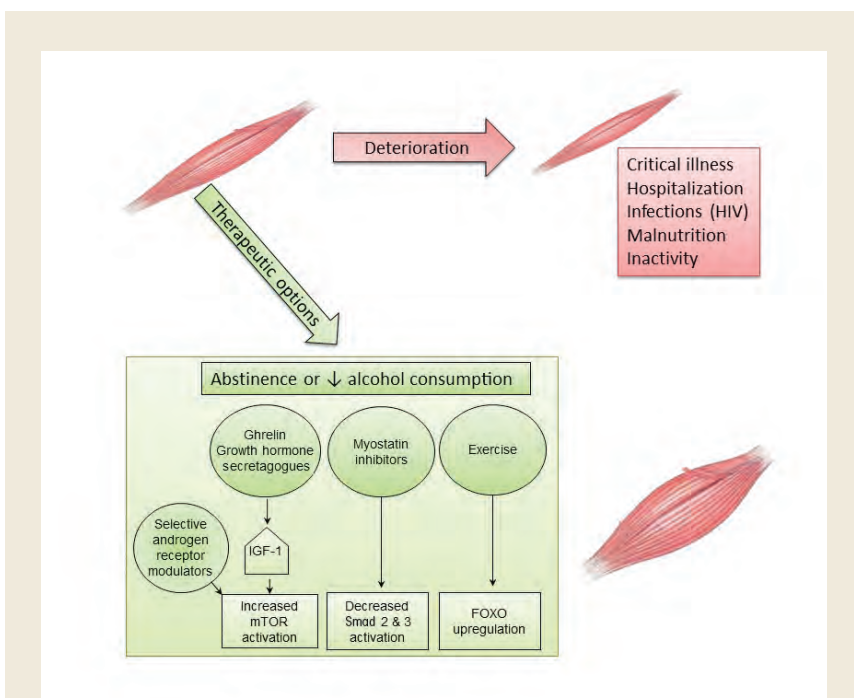 Deterioration
Critical illness
Hospitalization
Infections (HIV)
Malnutrition
Inactivity
Therapeutic options
Abstinence or ↓ alcohol consumption
Ghrelin
Growth hormone
secretagogues
Myostatin
inhibitors
Exercise
Selective
androgen
receptor
modulators
IGF-1
Increased
mTOR
activation
Decreased
Smad 2 & 3
activation
FOXO
upregulation